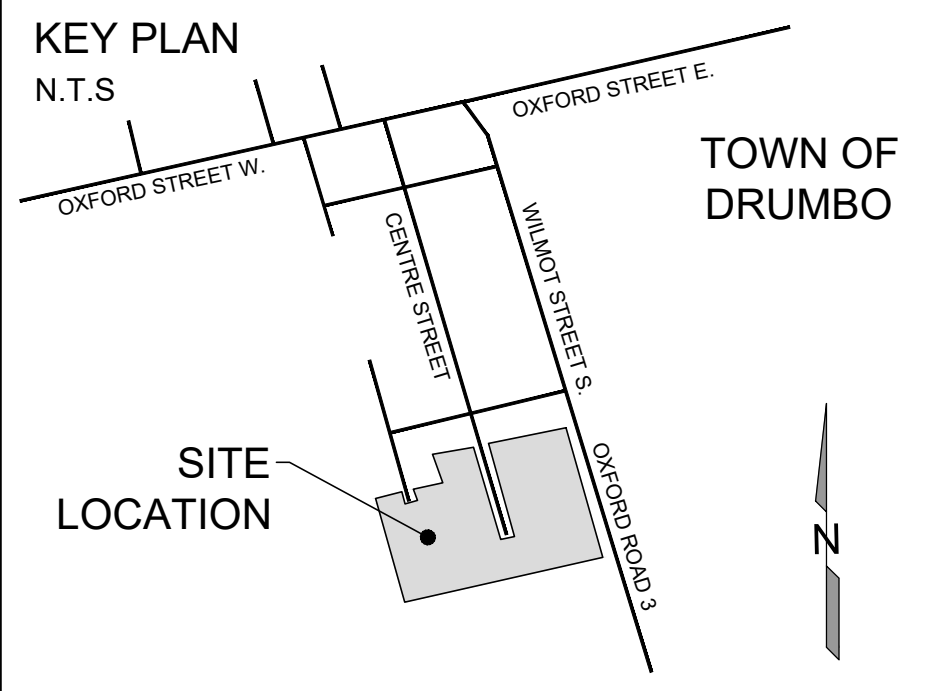 KEY PLAN
N.T.S
OXFORD STREET E.
OXFORD STREET W.
TOWN OF
DRUMBO
CENTRE STREET
WILMOT STREET S.
SITE
LOCATION
OXFORD ROAD 3
N